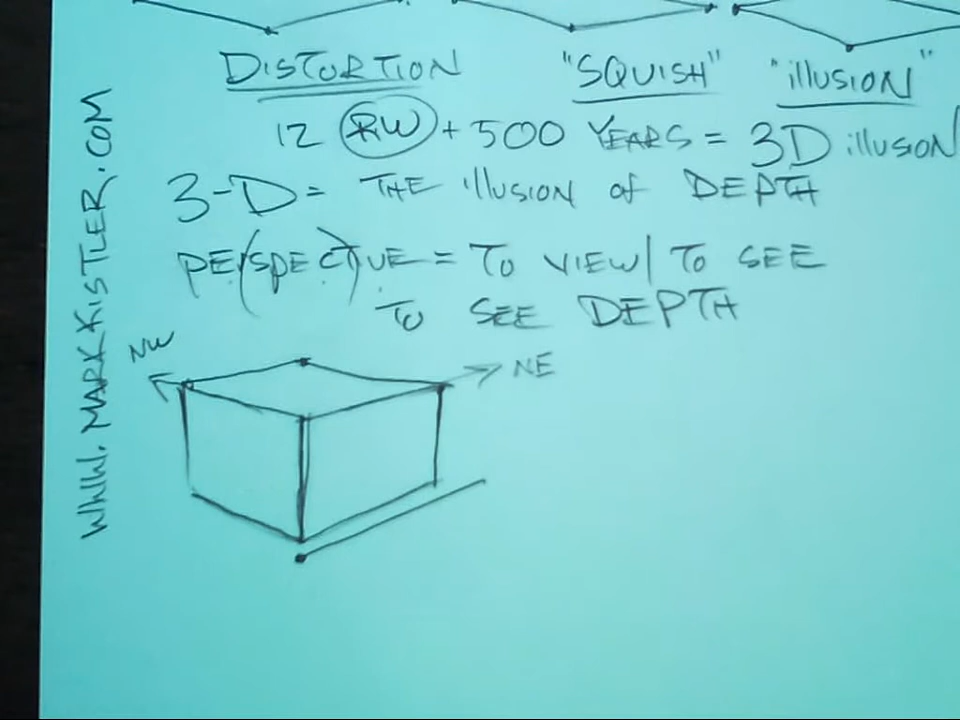 DISTORTION "SQUISH" "illUSION"
12 RW + 500 YEARS = 3D illUSION
3-D = THE illUSION of DEPTH
PERSPECTIVE = TO VIEW/ TO SEE
TO SEE DEPTH
NW
NE
WWW.MARKKISTLER.COM